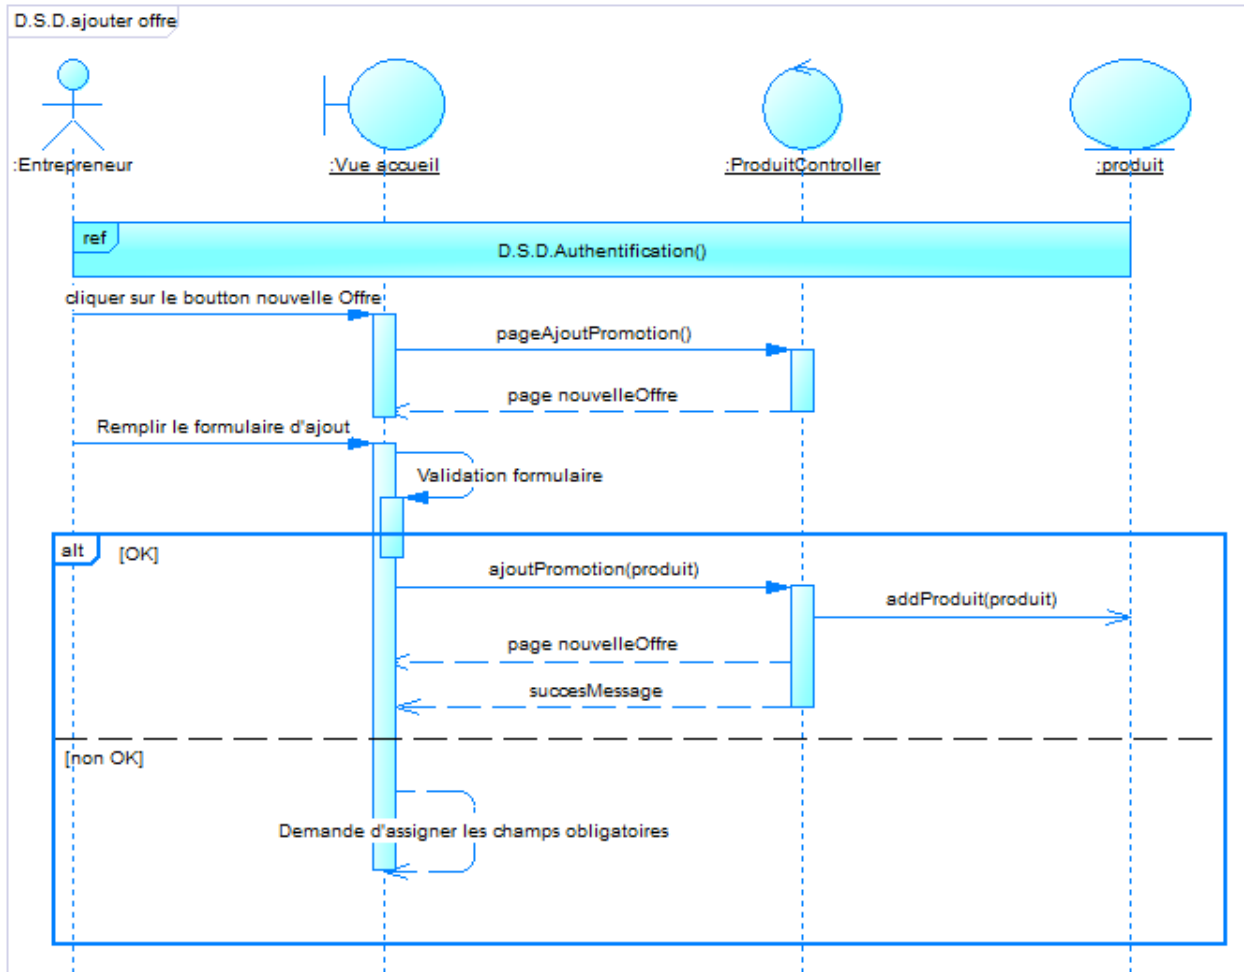 D.S.D.ajouter offre
:Entrepreneur
:Vue accueil
:ProduitController
:produit
ref
D.S.D.Authentification()
cliquer sur le boutton nouvelle Offre
pageAjoutPromotion()
page nouvelleOffre
Remplir le formulaire d'ajout
Validation formulaire
alt
[OK]
ajoutPromotion(produit)
addProduit(produit)
page nouvelleOffre
succesMessage
[non OK]
Demande d'assigner les champs obligatoires